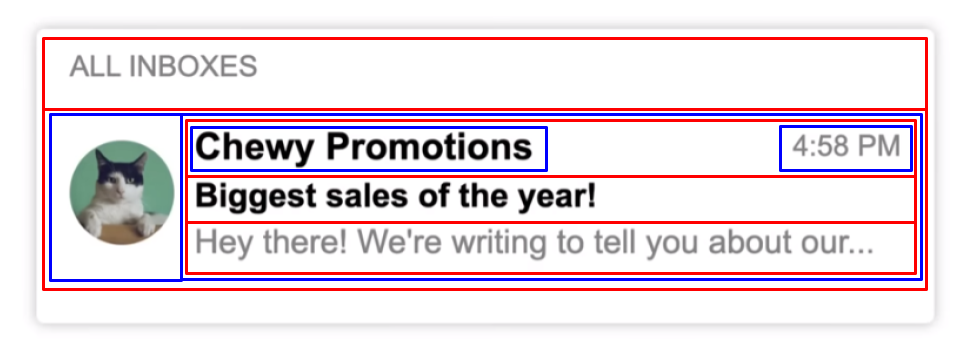 ALL INBOXES
Chewy Promotions 4:58 PM
Biggest sales of the year!
Hey there! We're writing to tell you about our...